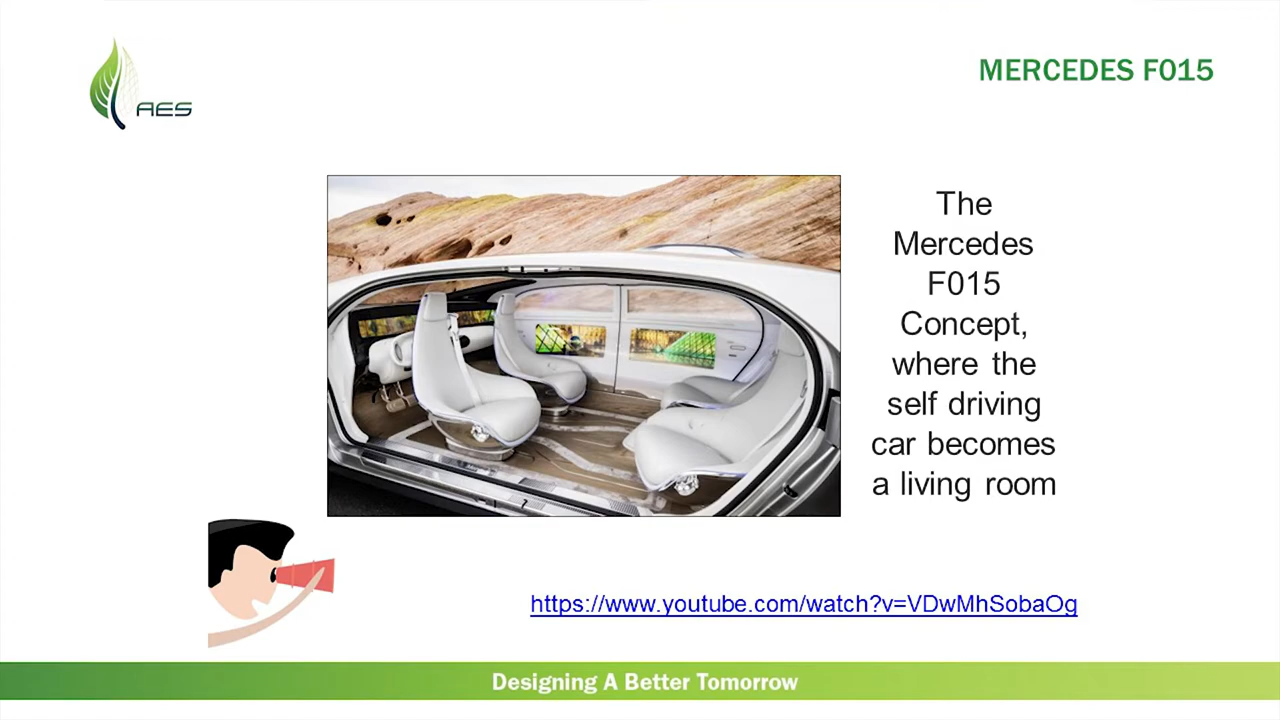 AES
MERCEDES F015
The
Mercedes
F015
Concept,
where the
self driving
car becomes
a living room
https://www.youtube.com/watch?v=VDwMhSobaOg
Designing A Better Tomorrow